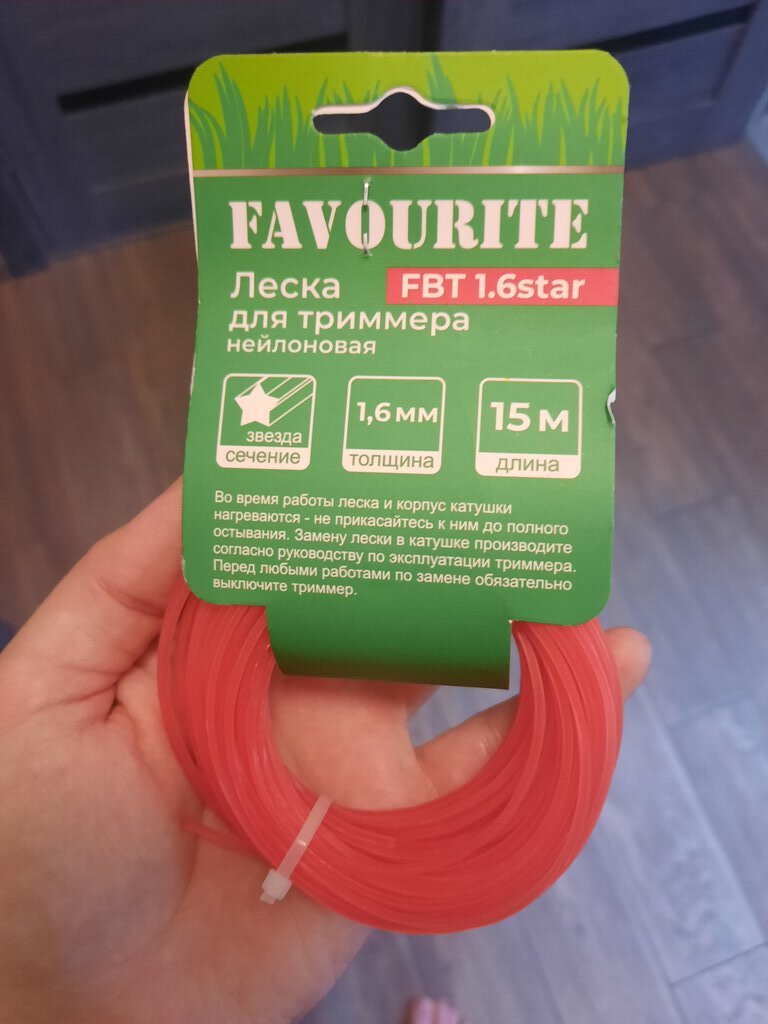 FAVOURITE
Леска FBT 1.6star
для триммера
нейлоновая
звезда
сечение
1,6 мм
толщина
15 м
длина
Во время работы леска и корпус катушки
нагреваются - не прикасайтесь к ним до полного
остывания. Замену лески в катушке производите
согласно руководству по эксплуатации триммера.
Перед любыми работами по замене обязательно
выключите триммер.